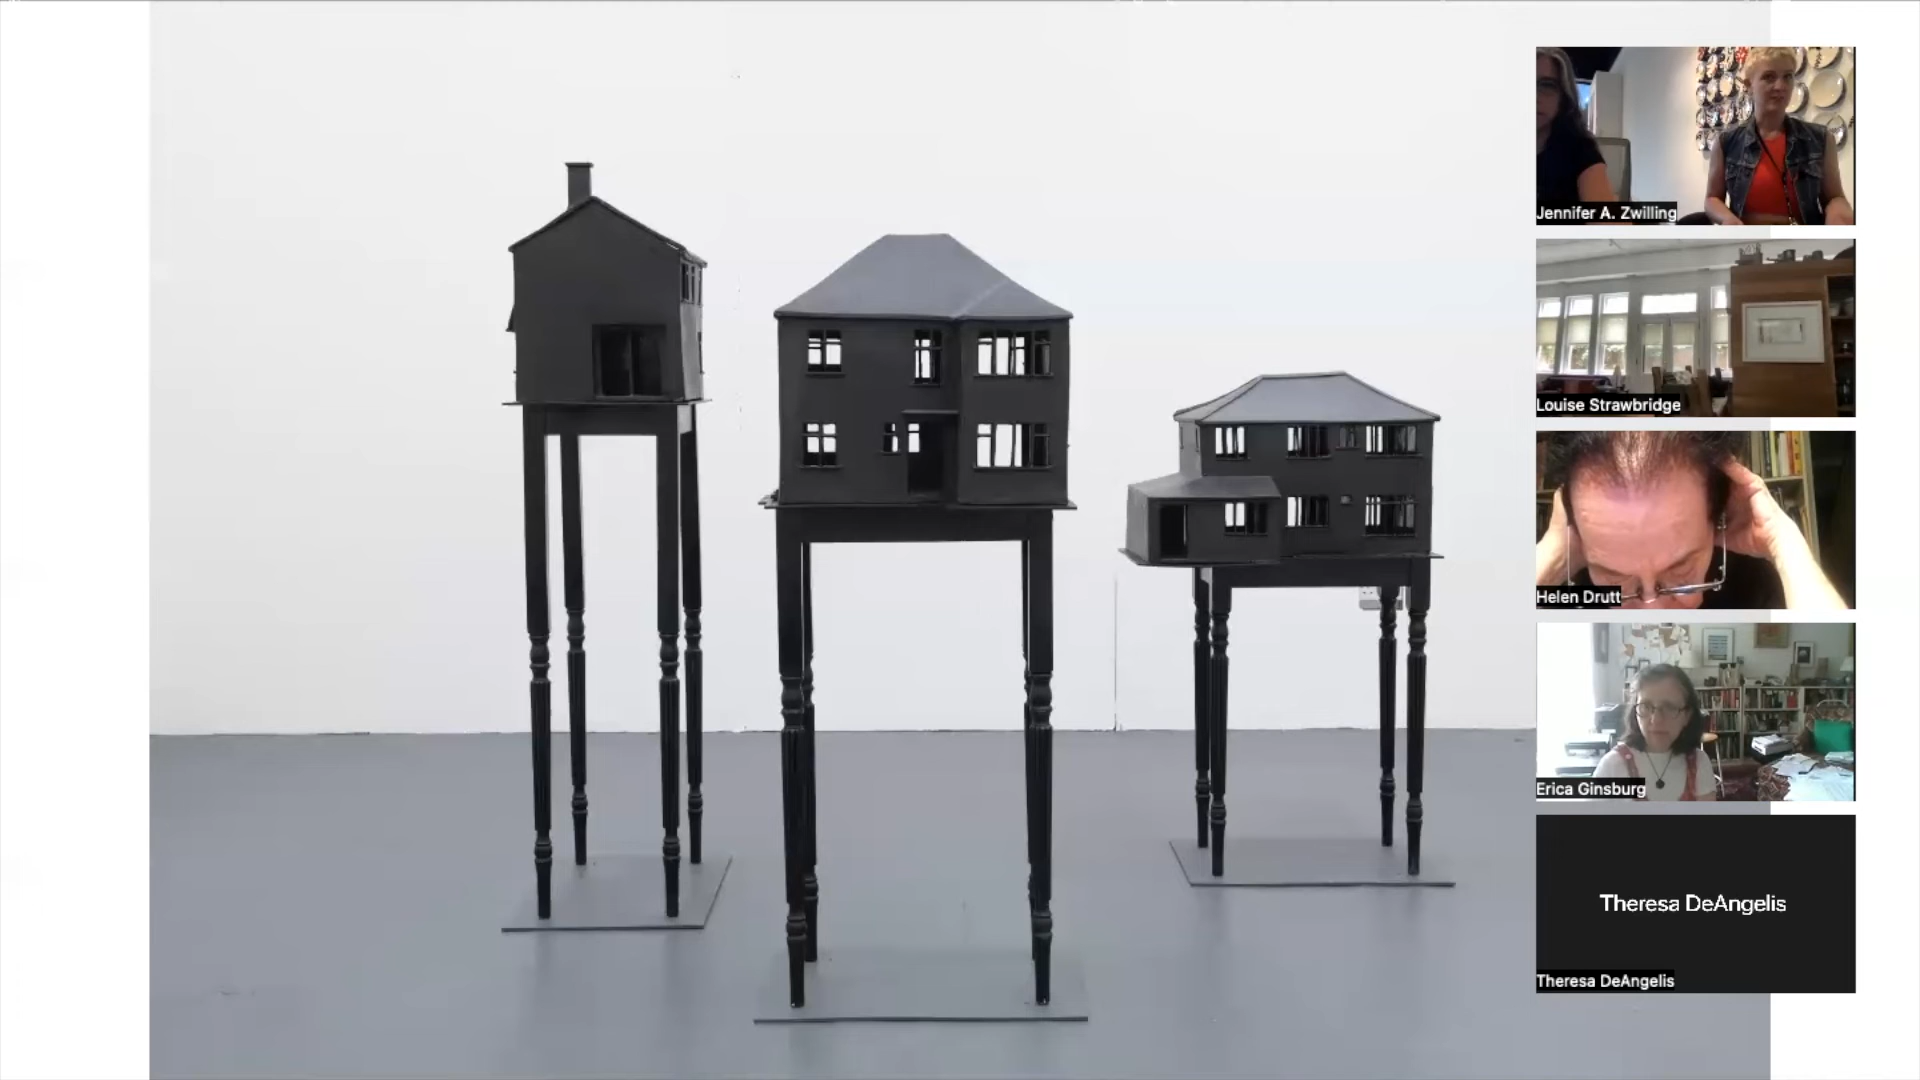 Jennifer A. Zwilling
Louise Strawbridge
Helen Drutt
Erica Ginsburg
Theresa DeAngelis
Theresa DeAngelis